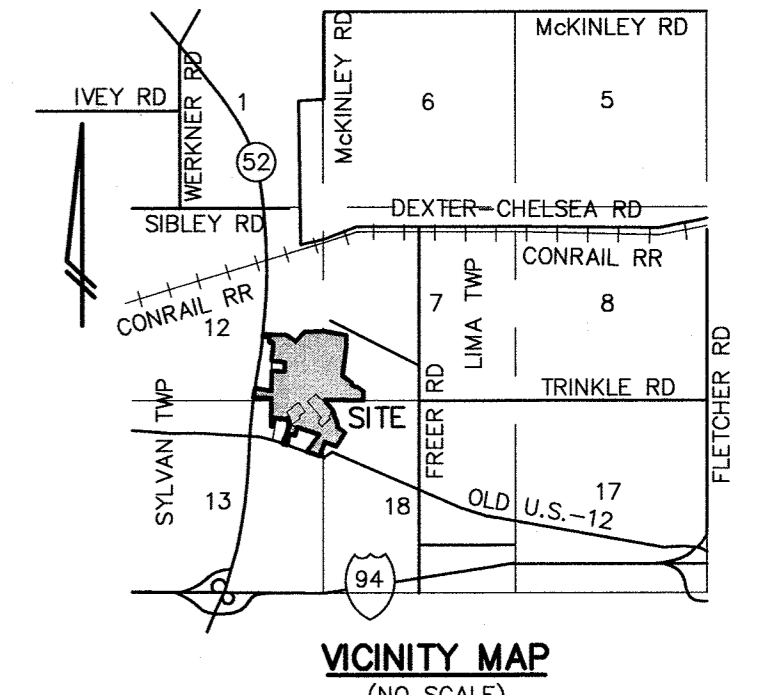 McKINLEY RD
McKINLEY RD
IVEY RD
WERKNER RD
1
6
5
52
SIBLEY RD
DEXTER-CHELSEA RD
CONRAIL RR
CONRAIL RR
12
7
LIMA TWP
8
FLETCHER RD
SYLVAN TWP
SITE
FREER RD
TRINKLE RD
13
18
OLD U.S.-12
17
94
VICINITY MAP
(NO SCALE)